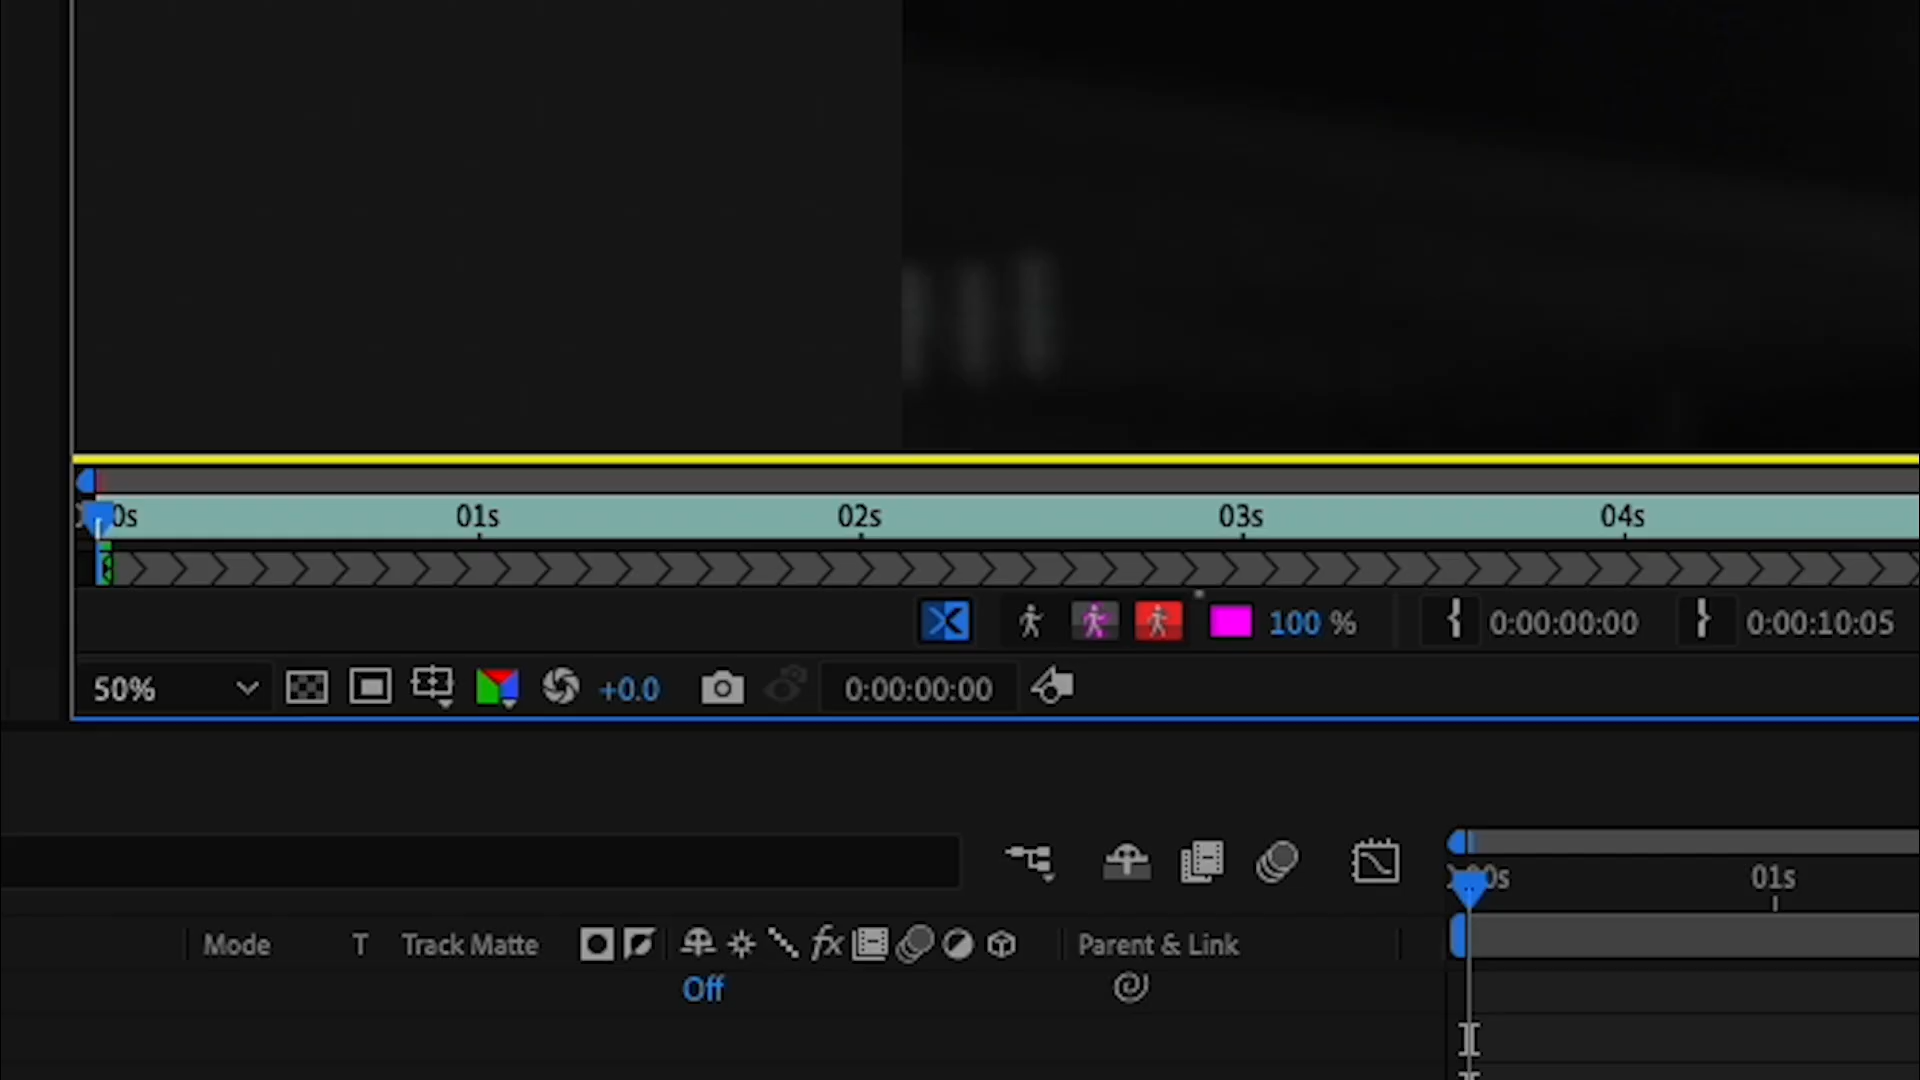 0s 01s 02s 03s 04s
100 % 0:00:00:00 0:00:10:05
50% +0.0 0:00:00:00
00s 01s
Mode T Track Matte fx Parent & Link
Off